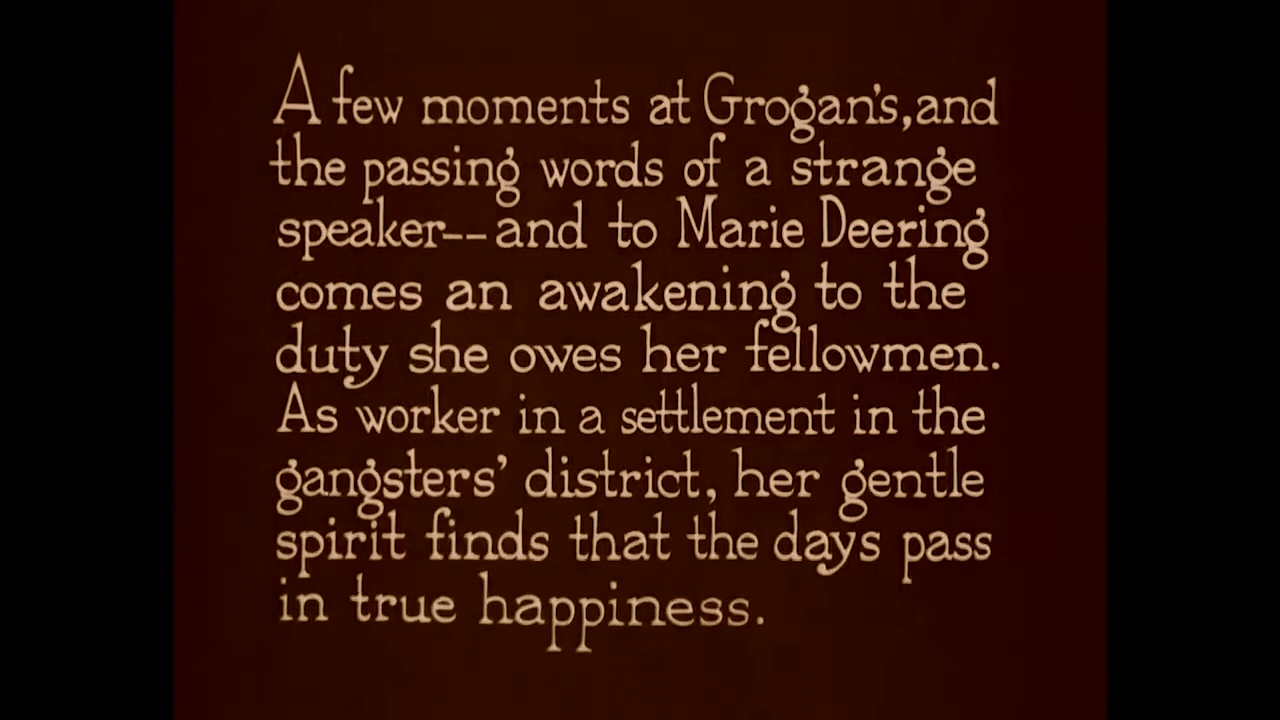 A few moments at Grogan's, and
the passing words of a strange
speaker--and to Marie Deering
comes an awakening to the
duty she owes her fellowmen.
As worker in a settlement in the
gangsters' district, her gentle
spirit finds that the days pass
in true happiness.